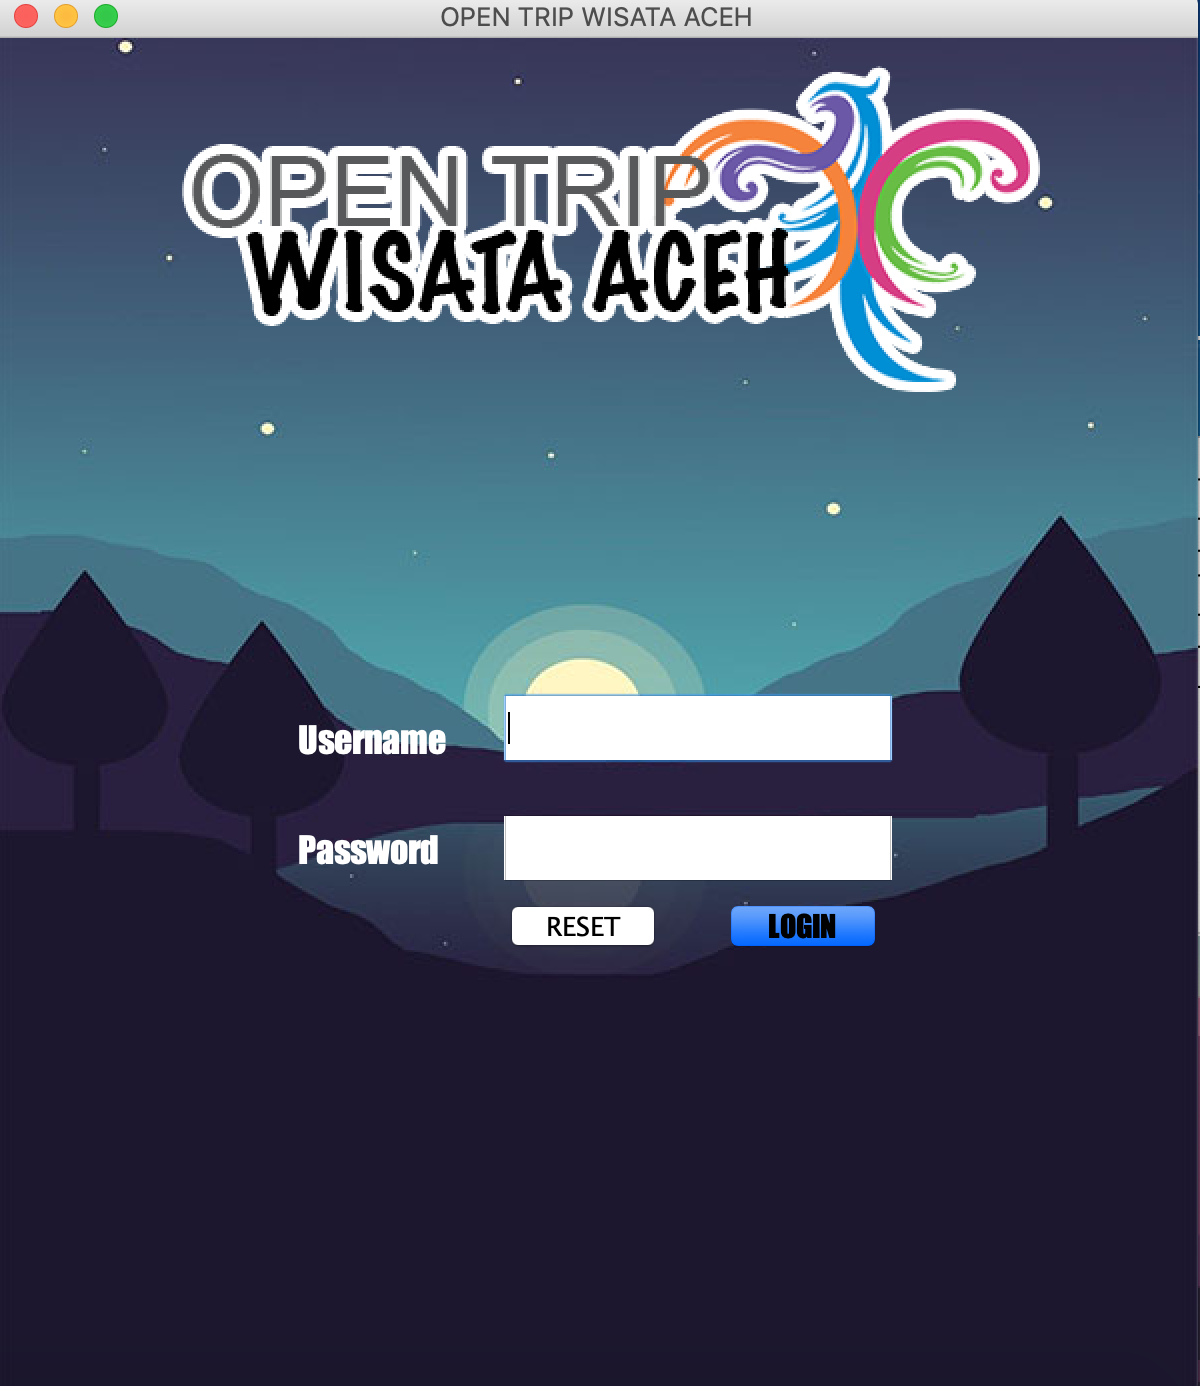 OPEN TRIP WISATA ACEH
OPEN TRIP
WISATA ACEH
Username
Password
RESET
LOGIN